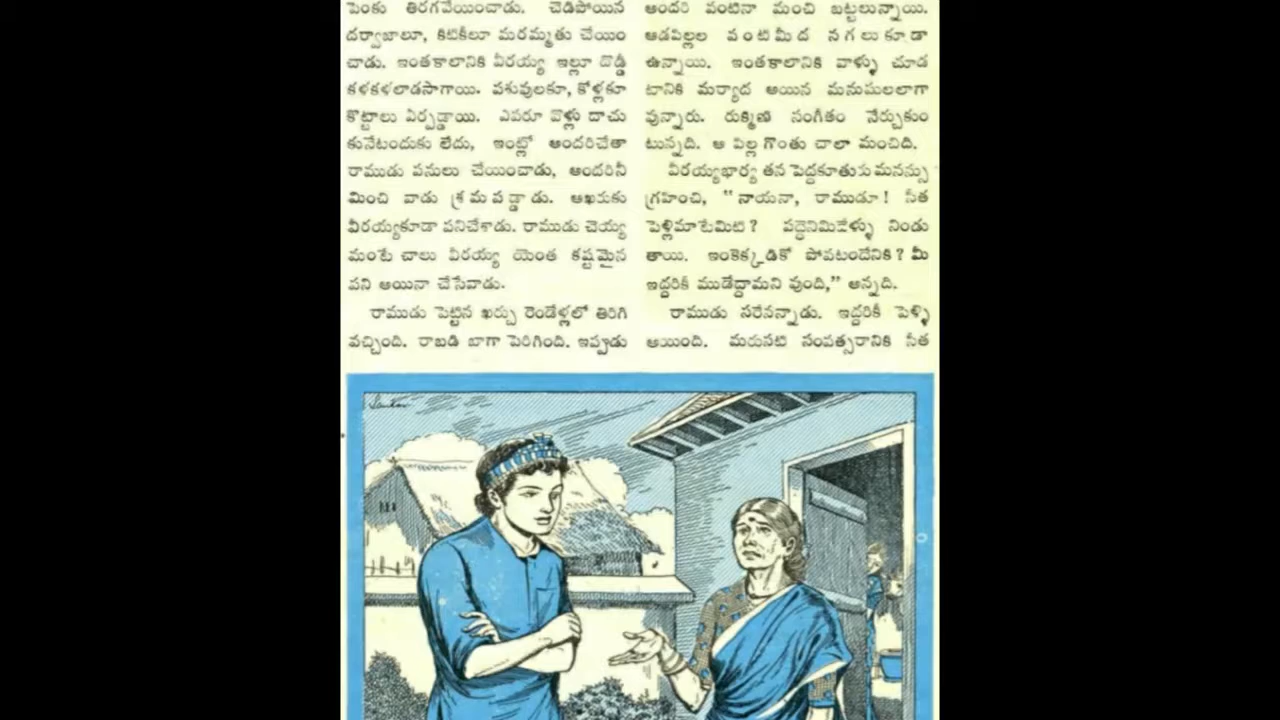 పెంకు తిరగవేయించాడు. చెడిపోయిన
దర్వాజాలూ, కిటికీలూ మరమ్మతు చేయిం
చాడు. ఇంతకాలానికి వీరయ్య ఇల్లూ దొడ్డీ
కళకళలాడసాగాయి. పశువులకూ, కోళ్లకూ
కొట్టాలు ఏర్పడ్డాయి. ఎవరూ వొళ్లు దాచు
కునేటందుకు లేదు, ఇంట్లో అందరిచేతా
రాముడు పనులు చేయించాడు, అందరినీ
మించి వాడు శ్రమపడ్డాడు. ఆఖరుకు
వీరయ్యకూడా పనిచేశాడు. రాముడు చెయ్య
మంటే చాలు వీరయ్య యెంత కష్టమైన
పని అయినా చేసేవాడు.
రాముడు పెట్టిన ఖర్చు రెండేళ్లలో తిరిగి
వచ్చింది. రాబడి బాగా పెరిగింది. ఇప్పుడు
అందరి వంటినా మంచి బట్టలున్నాయి.
ఆడపిల్లల వంటిమీద నగలుకూడా
ఉన్నాయి. ఇంతకాలానికి వాళ్ళు చూడ
టానికి మర్యాద అయిన మనుషులలాగా
వున్నారు. రుక్మిణి సంగీతం నేర్చుకుం
టున్నది. ఆ పిల్ల గొంతు చాలా మంచిది.
వీరయ్యభార్య తన పెద్దకూతురు మనస్సు
గ్రహించి, "నాయనా, రాముడూ! సీత
పెళ్లిమాటేమిటి? పద్దెనిమిదేళ్ళు నిండు
తాయి. ఇంకెక్కడికో పోవటందేనికి? మీ
ఇద్దరికీ ముడేద్దామని వుంది," అన్నది.
రాముడు సరేనన్నాడు. ఇద్దరికీ పెళ్ళి
అయింది. మరుసటి సంవత్సరానికి సీత